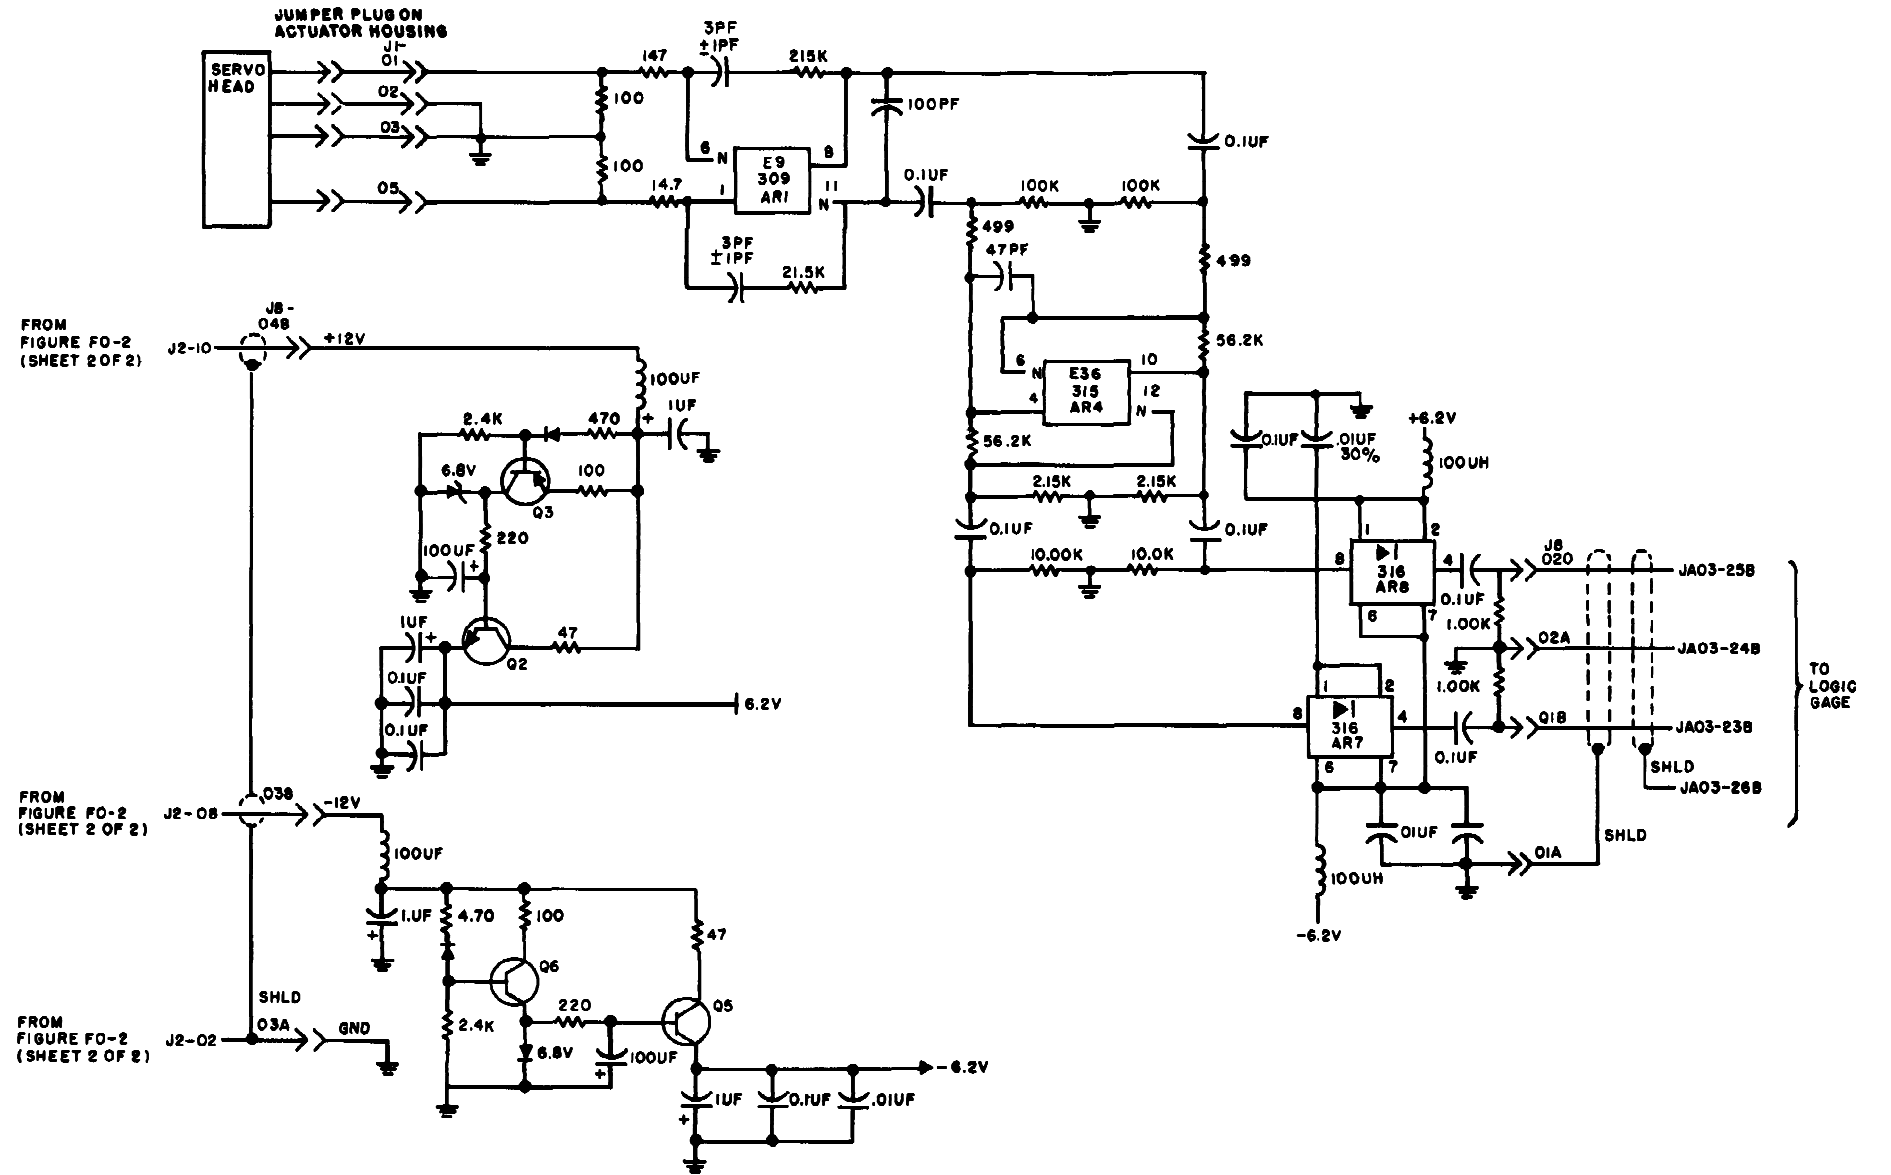 JUMPER PLUG ON
ACTUATOR HOUSING
J1-
01
SERVO
HEAD
02
03
05
147
3PF
±1PF
215K
100
100
14.7
6 N
E9
309
AR1
8
1
11
N
3PF
±1PF
21.5K
100PF
0.1UF
0.1UF
100K
100K
499
47PF
499
56.2K
6 N
E36
315
AR4
10
12
N
4
56.2K
2.15K
2.15K
0.1UF
0.1UF
10.00K
10.0K
FROM
FIGURE FO-2
(SHEET 2 OF 2)
J2-10
J8-
04B
+12V
100UF
1UF
+
2.4K
470
6.8V
100
Q3
220
100UF
+
1UF
+
Q2
47
0.1UF
0.1UF
6.2V
0.1UF
.01UF
30%
+6.2V
100UH
1
2
8
316
AR8
4
6
7
0.1UF
J8
020
JA03-25B
1.00K
02A
JA03-24B
1.00K
1
2
8
316
AR7
4
6
7
0.1UF
Q1B
JA03-23B
SHLD
JA03-26B
TO
LOGIC
GAGE
.01UF
01A
SHLD
100UH
-6.2V
FROM
FIGURE FO-2
(SHEET 2 OF 2)
J2-08
03B
-12V
100UF
1.UF
+
4.70
100
Q6
2.4K
220
6.8V
100UF
+
47
Q5
-6.2V
1UF
+
0.1UF
.01UF
FROM
FIGURE FO-2
(SHEET 2 OF 2)
J2-02
SHLD
03A
GND